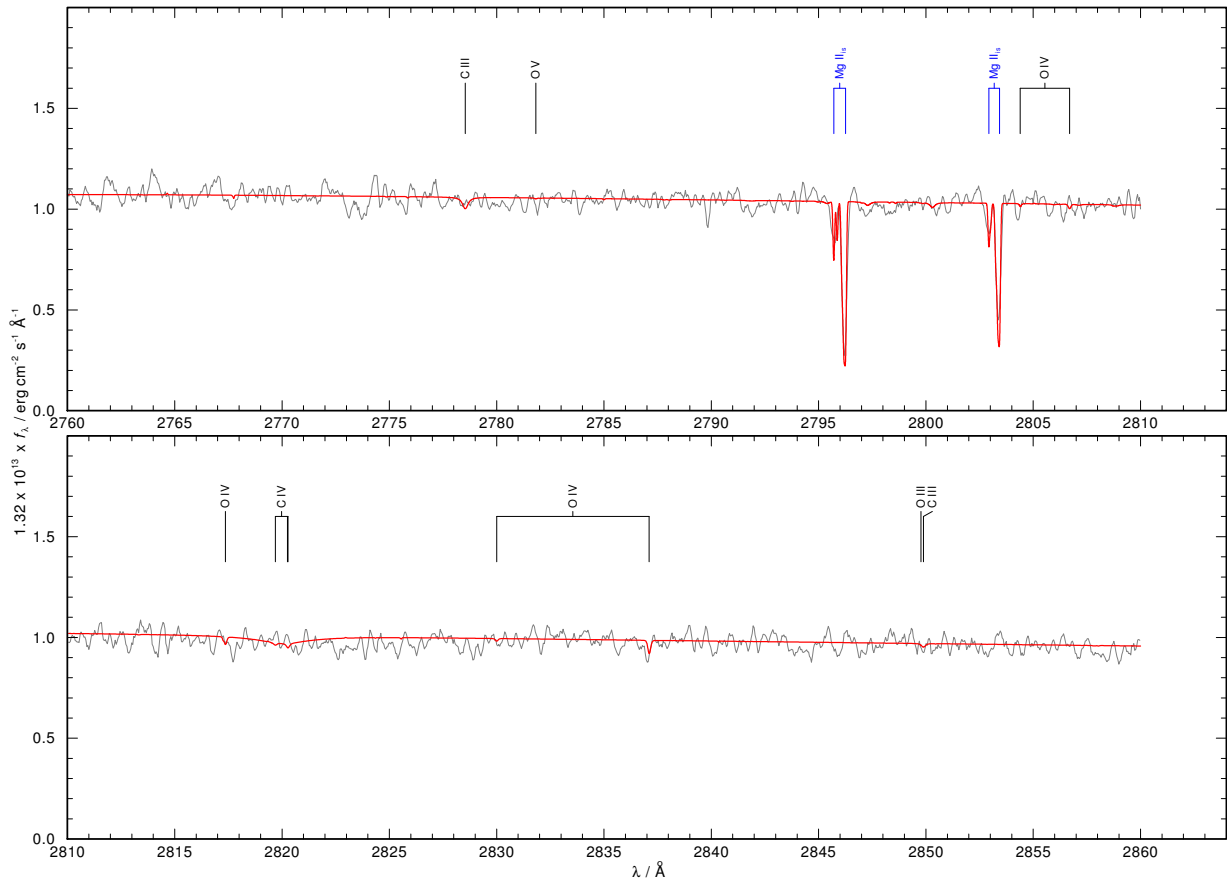 C III
O V
Mg II is
Mg II is
O IV
1.5
1.0
0.5
0.0
2760 2765 2770 2775 2780 2785 2790 2795 2800 2805 2810
1.32 x 10¹³ x f_λ / erg cm⁻² s⁻¹ Å⁻¹
O IV
C IV
O IV
O III
C III
1.5
1.0
0.5
0.0
2810 2815 2820 2825 2830 2835 2840 2845 2850 2855 2860
λ / Å